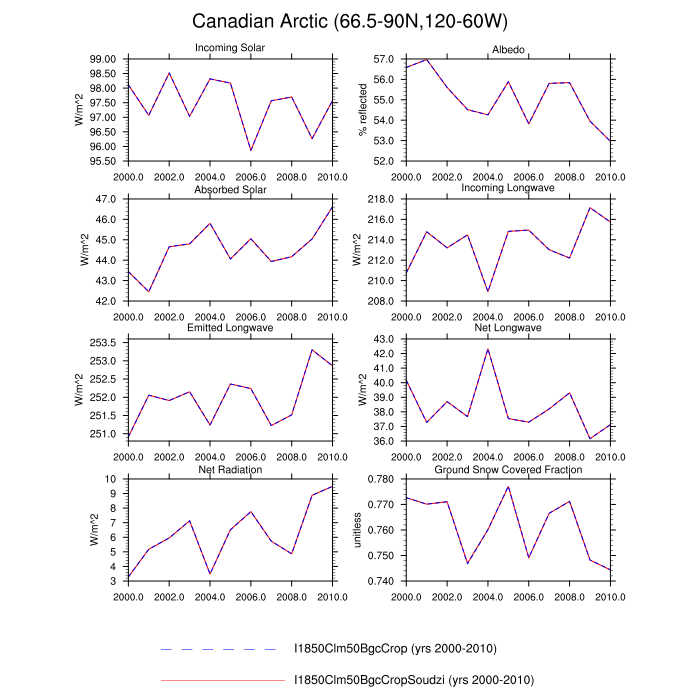 Canadian Arctic (66.5-90N,120-60W)
Incoming Solar
W/m^2
99.00
98.50
98.00
97.50
97.00
96.50
96.00
95.50
2000.0 2002.0 2004.0 2006.0 2008.0 2010.0
Albedo
% reflected
57.0
56.0
55.0
54.0
53.0
52.0
2000.0 2002.0 2004.0 2006.0 2008.0 2010.0
Absorbed Solar
W/m^2
47.0
46.0
45.0
44.0
43.0
42.0
2000.0 2002.0 2004.0 2006.0 2008.0 2010.0
Incoming Longwave
W/m^2
218.0
216.0
214.0
212.0
210.0
208.0
2000.0 2002.0 2004.0 2006.0 2008.0 2010.0
Emitted Longwave
W/m^2
253.5
253.0
252.5
252.0
251.5
251.0
2000.0 2002.0 2004.0 2006.0 2008.0 2010.0
Net Longwave
W/m^2
43.0
42.0
41.0
40.0
39.0
38.0
37.0
36.0
2000.0 2002.0 2004.0 2006.0 2008.0 2010.0
Net Radiation
W/m^2
10
9
8
7
6
5
4
3
2000.0 2002.0 2004.0 2006.0 2008.0 2010.0
Ground Snow Covered Fraction
unitless
0.780
0.770
0.760
0.750
0.740
2000.0 2002.0 2004.0 2006.0 2008.0 2010.0
I1850Clm50BgcCrop (yrs 2000-2010)
I1850Clm50BgcCropSoudzi (yrs 2000-2010)